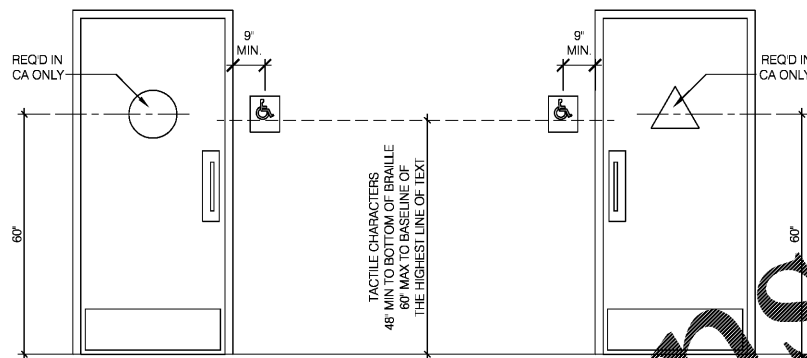 9"
MIN.
REQ'D IN
CA ONLY
60"
TACTILE CHARACTERS
48" MIN TO BOTTOM OF BRAILLE
60" MAX TO BASELINE OF
THE HIGHEST LINE OF TEXT
9"
MIN.
REQ'D IN
CA ONLY
60"